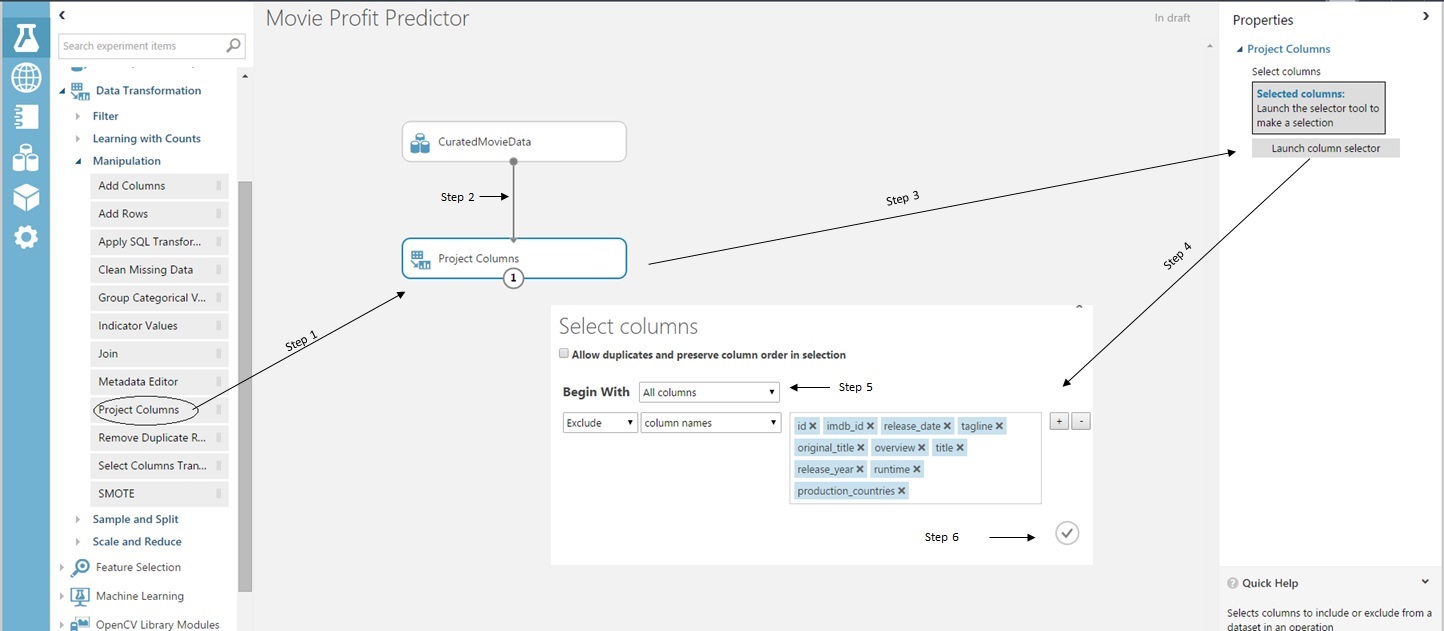 Movie Profit Predictor
In draft
Search experiment items
Data Transformation
Filter
Learning with Counts
Manipulation
Add Columns
Add Rows
Apply SQL Transfor...
Clean Missing Data
Group Categorical V...
Indicator Values
Join
Metadata Editor
Project Columns
Remove Duplicate R...
Select Columns Tran...
SMOTE
Sample and Split
Scale and Reduce
Feature Selection
Machine Learning
OpenCV Library Modules
CuratedMovieData
Step 2
Project Columns
1
Step 1
Step 3
Step 4
Select columns
Allow duplicates and preserve column order in selection
Begin With All columns
Step 5
Exclude column names
id imdb_id release_date tagline
original_title overview title
release_year runtime
production_countries
+ -
Step 6
Properties
Project Columns
Select columns
Selected columns:
Launch the selector tool to
make a selection
Launch column selector
Quick Help
Selects columns to include or exclude from a
dataset in an operation